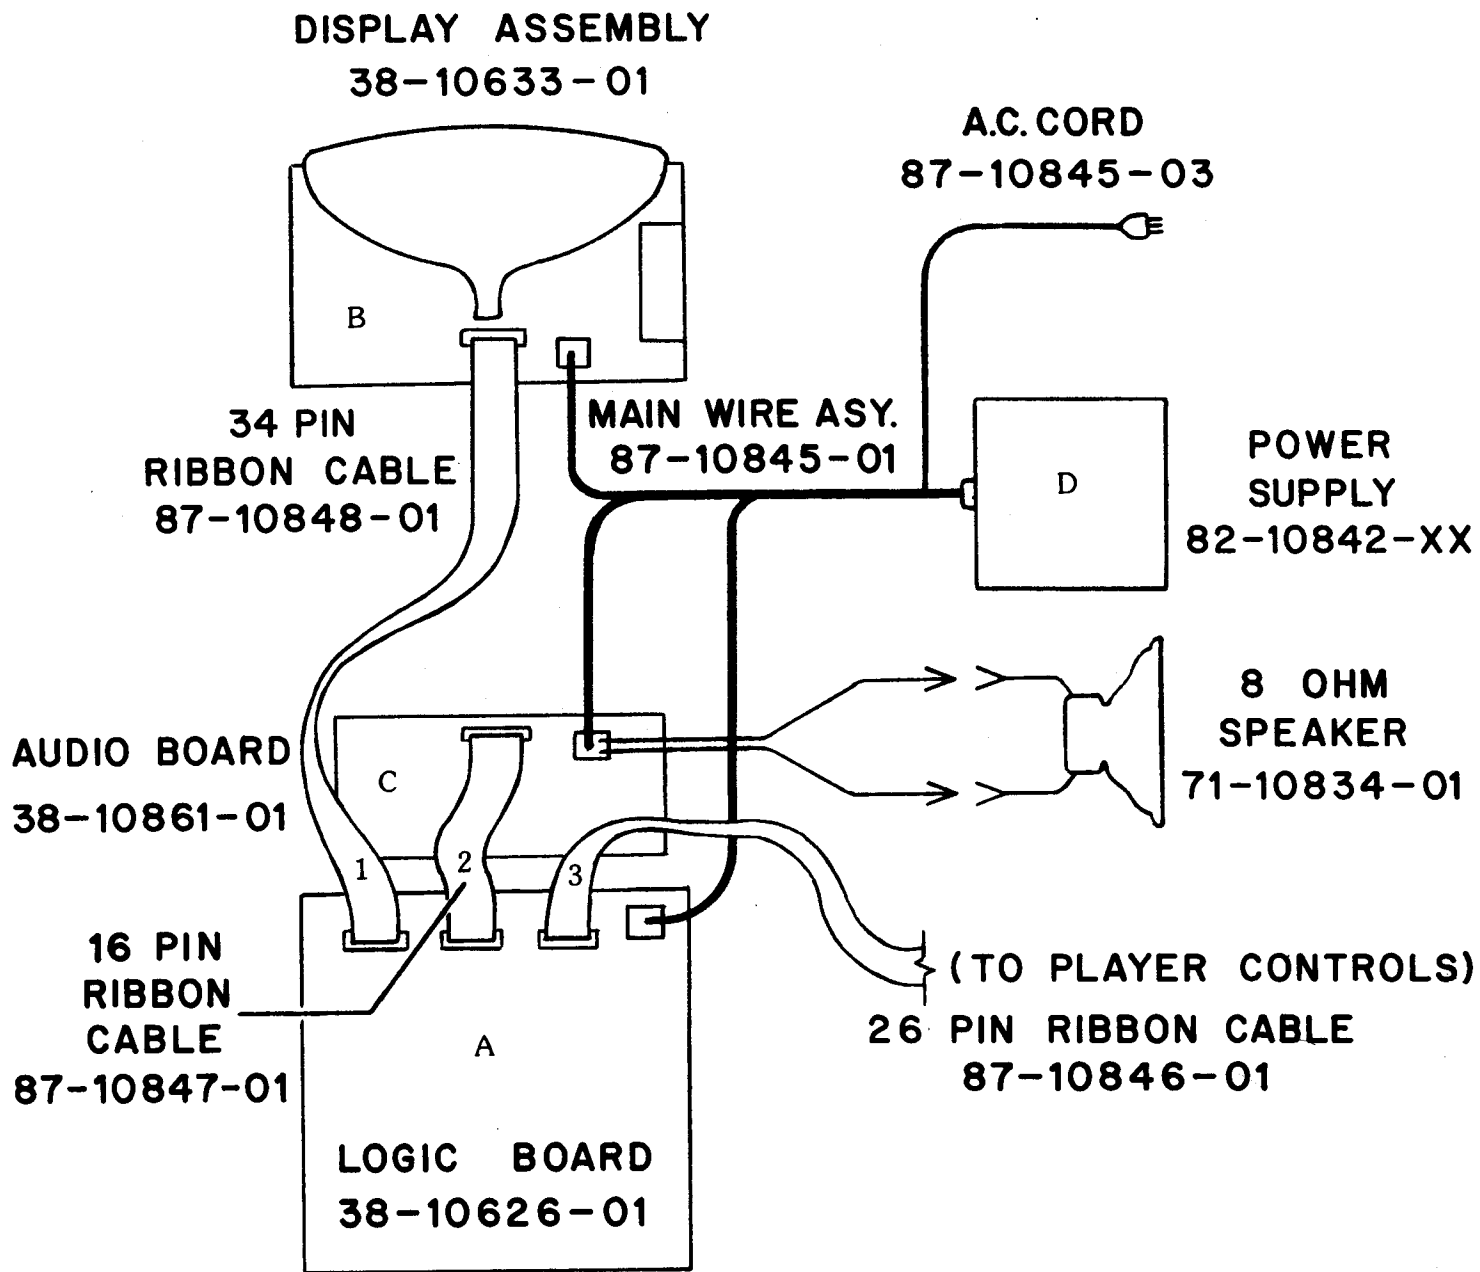 DISPLAY ASSEMBLY
38-10633-01
A.C. CORD
87-10845-03
B
34 PIN
RIBBON CABLE
87-10848-01
MAIN WIRE ASY.
87-10845-01
D
POWER
SUPPLY
82-10842-XX
AUDIO BOARD
38-10861-01
C
8 OHM
SPEAKER
71-10834-01
1
2
3
16 PIN
RIBBON
CABLE
87-10847-01
A
(TO PLAYER CONTROLS)
26 PIN RIBBON CABLE
87-10846-01
LOGIC BOARD
38-10626-01